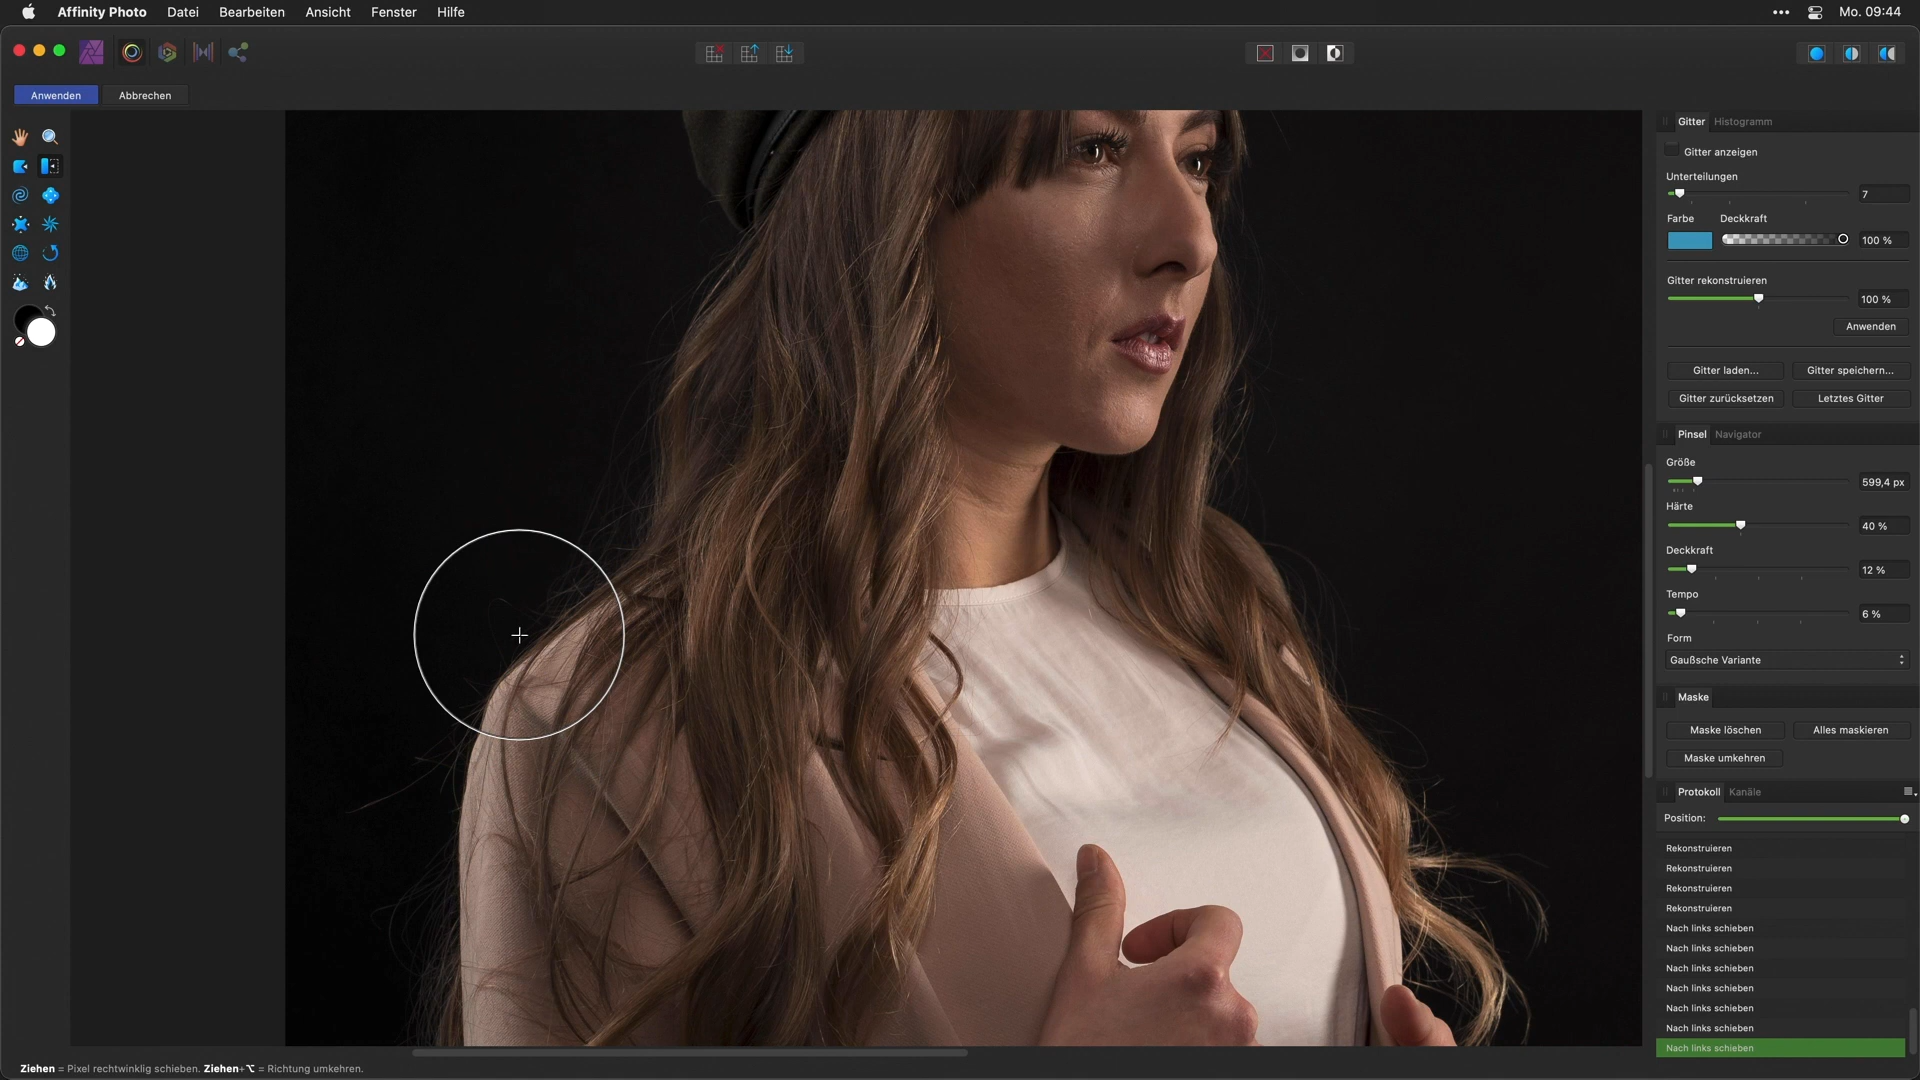 Affinity Photo Datei Bearbeiten Ansicht Fenster Hilfe
Mo. 09:44
Anwenden Abbrechen
Gitter Histogramm
Gitter anzeigen
Unterteilungen
7
Farbe Deckkraft
100 %
Gitter rekonstruieren
100 %
Anwenden
Gitter laden... Gitter speichern...
Gitter zurücksetzen Letztes Gitter
Pinsel Navigator
Größe
599,4 px
Härte
40 %
Deckkraft
12 %
Tempo
6 %
Form
Gaußsche Variante
Maske
Maske löschen Alles maskieren
Maske umkehren
Protokoll Kanäle
Position:
Rekonstruieren
Rekonstruieren
Rekonstruieren
Rekonstruieren
Nach links schieben
Nach links schieben
Nach links schieben
Nach links schieben
Nach links schieben
Nach links schieben
Nach links schieben
Ziehen = Pixel rechtwinklig schieben. Ziehen+⌥ = Richtung umkehren.